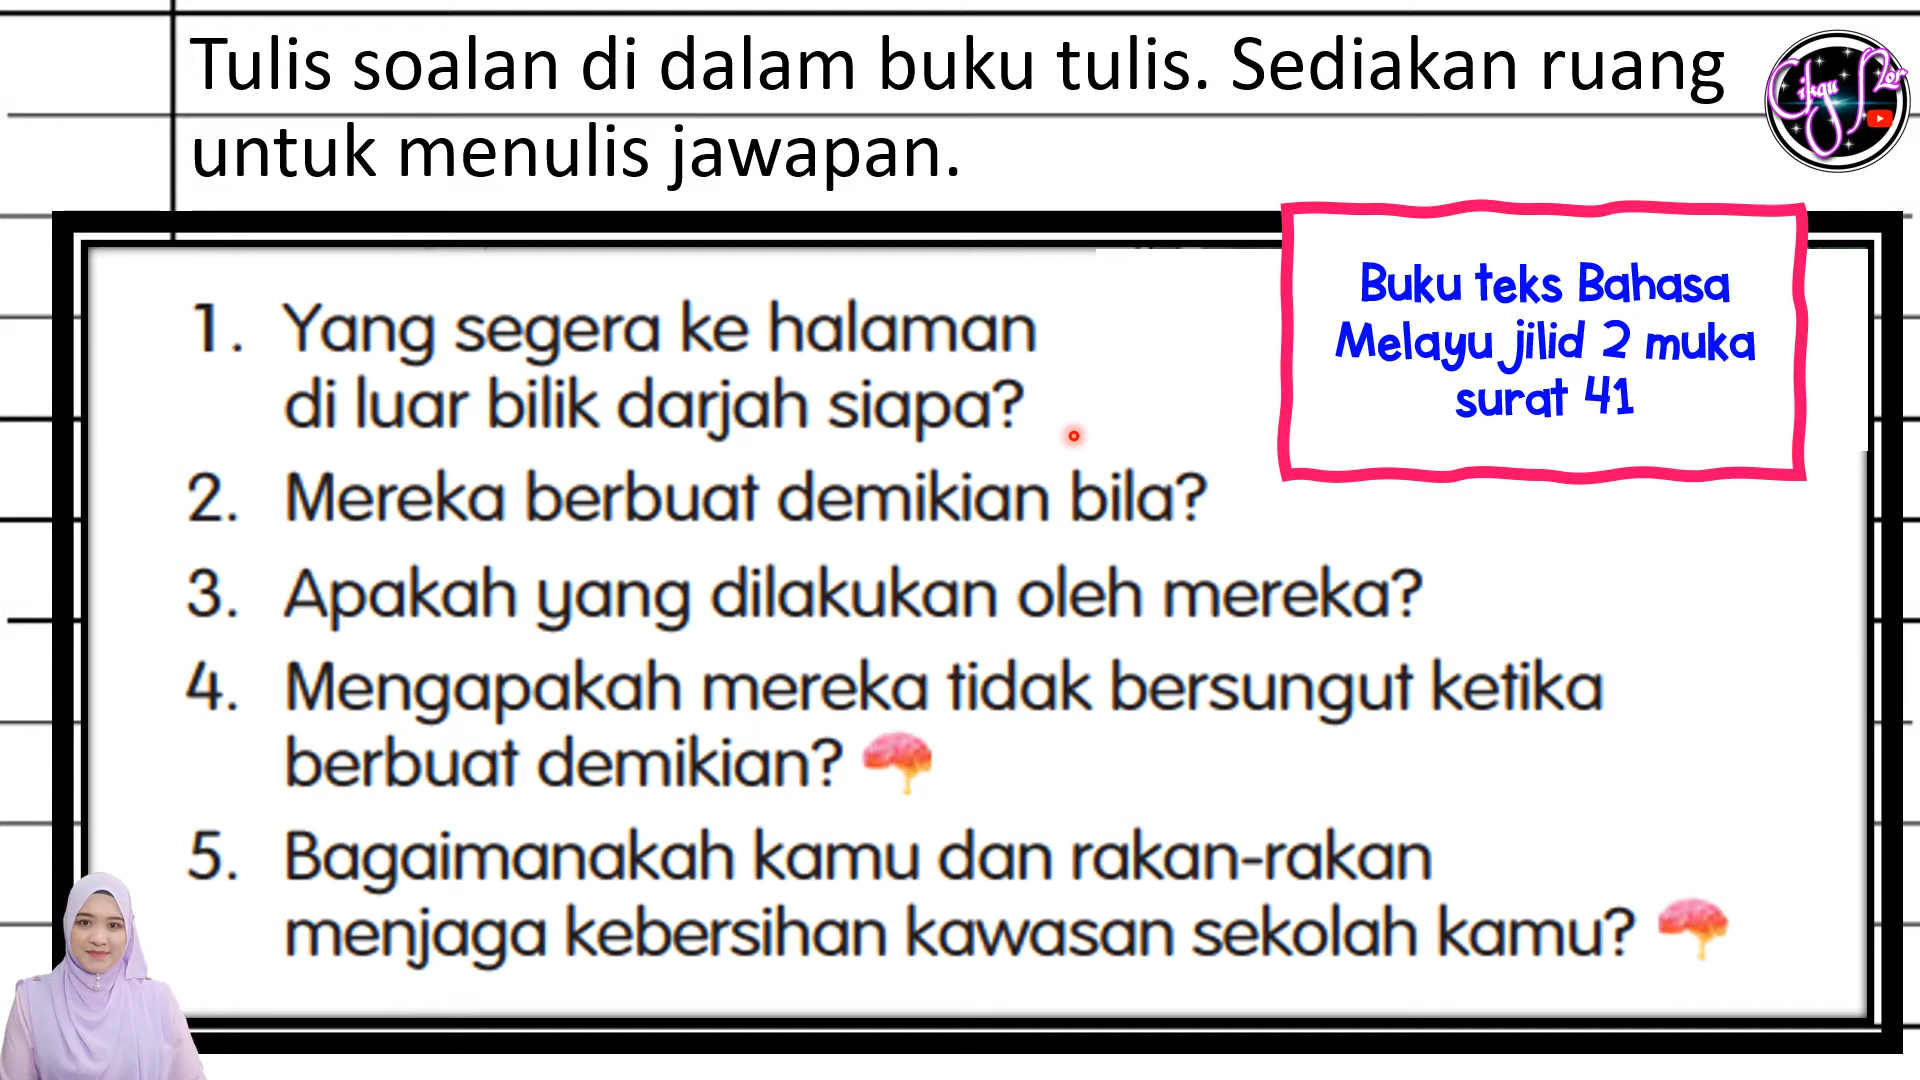 Tulis soalan di dalam buku tulis. Sediakan ruang
untuk menulis jawapan.
Cikgu Nor
Buku teks Bahasa
Melayu jilid 2 muka
surat 41
1. Yang segera ke halaman
di luar bilik darjah siapa?
2. Mereka berbuat demikian bila?
3. Apakah yang dilakukan oleh mereka?
4. Mengapakah mereka tidak bersungut ketika
berbuat demikian?
5. Bagaimanakah kamu dan rakan-rakan
menjaga kebersihan kawasan sekolah kamu?